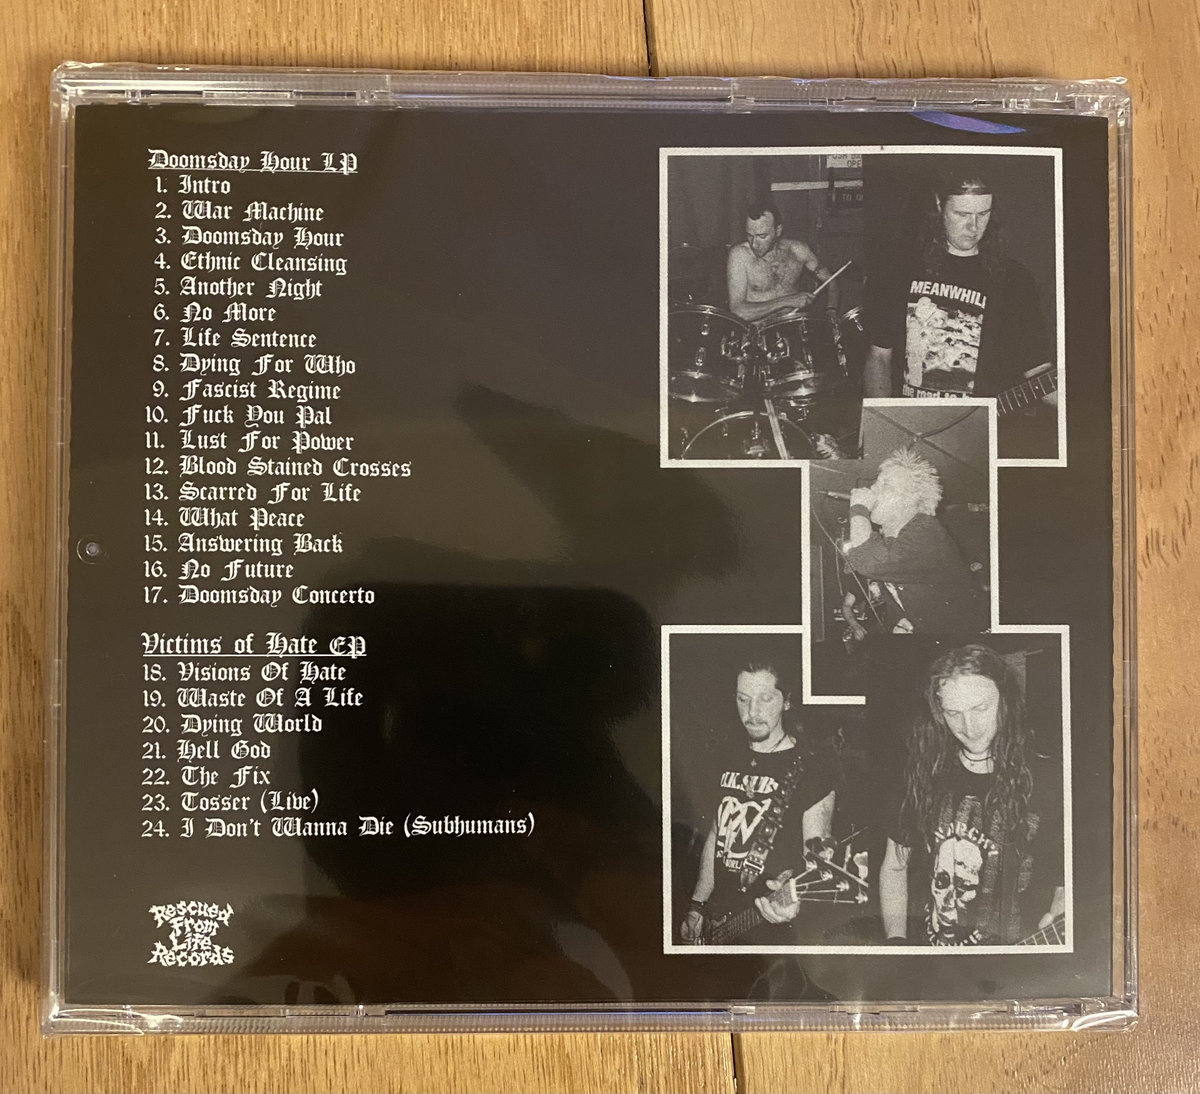 Doomsday Hour LP
1. Intro
2. War Machine
3. Doomsday Hour
4. Ethnic Cleansing
5. Another Night
6. No More
7. Life Sentence
8. Dying For Who
9. Fascist Regime
10. Fuck You Pal
11. Lust For Power
12. Blood Stained Crosses
13. Scarred For Life
14. What Peace
15. Answering Back
16. No Future
17. Doomsday Concerto
Victims of Hate EP
18. Visions Of Hate
19. Waste Of A Life
20. Dying World
21. Hell God
22. The Fix
23. Tosser (Live)
24. I Don't Wanna Die (Subhumans)
Rescued
From
Life
Records
MEANWHIL
U.K.SUB